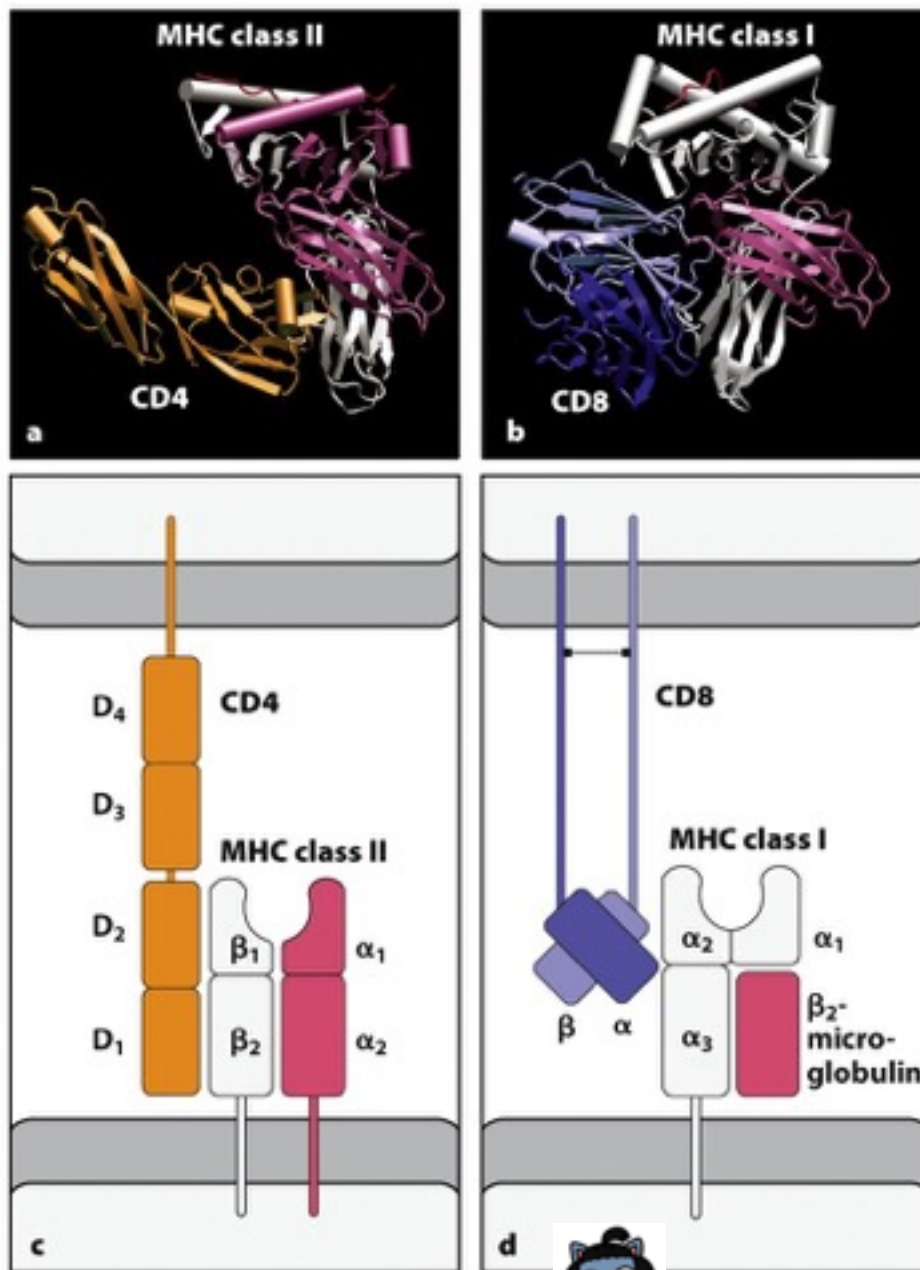 MHC class II
CD4
a
MHC class I
CD8
b
D₄
CD4
D₃
MHC class II
D₂
β₁
α₁
D₁
β₂
α₂
c
CD8
MHC class I
α₂
α₁
β
α
α₃
β₂-
micro-
globulin
d